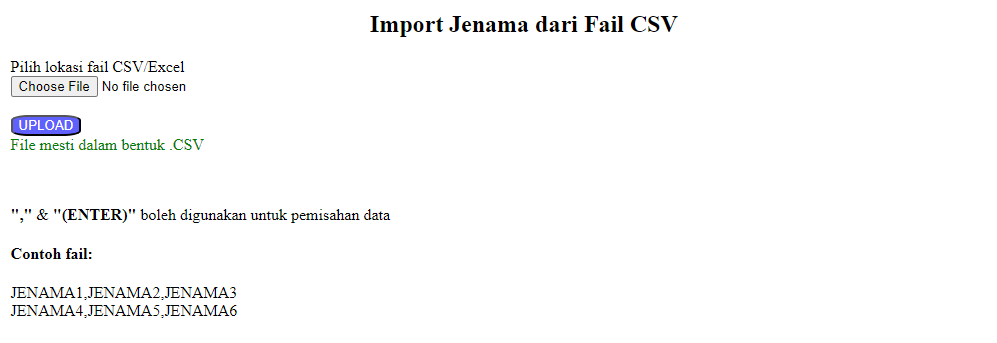 Import Jenama dari Fail CSV
Pilih lokasi fail CSV/Excel
Choose File No file chosen
UPLOAD
File mesti dalam bentuk .CSV
"," & "(ENTER)" boleh digunakan untuk pemisahan data
Contoh fail:
JENAMA1,JENAMA2,JENAMA3
JENAMA4,JENAMA5,JENAMA6